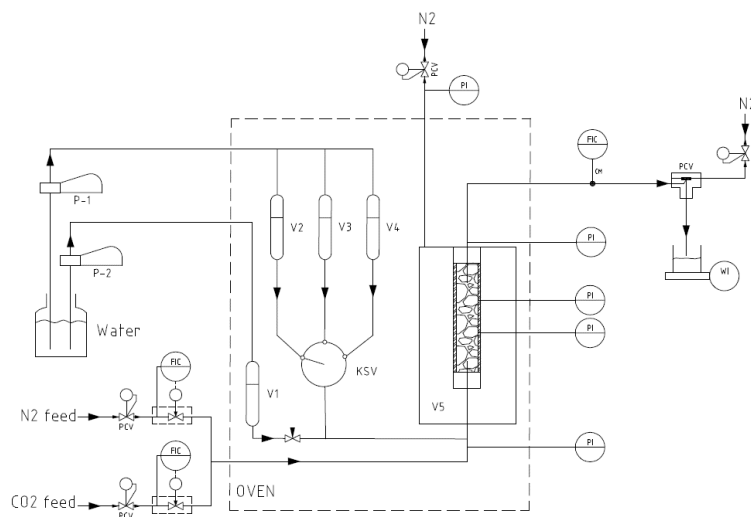 N2
PCV
PI
N2
FIC
CM
PCV
P-1
V2
V3
V4
P-2
PI
WI
PI
PI
Water
KSV
V1
V5
FIC
N2 feed
PCV
PI
FIC
CO2 feed
PCV
OVEN